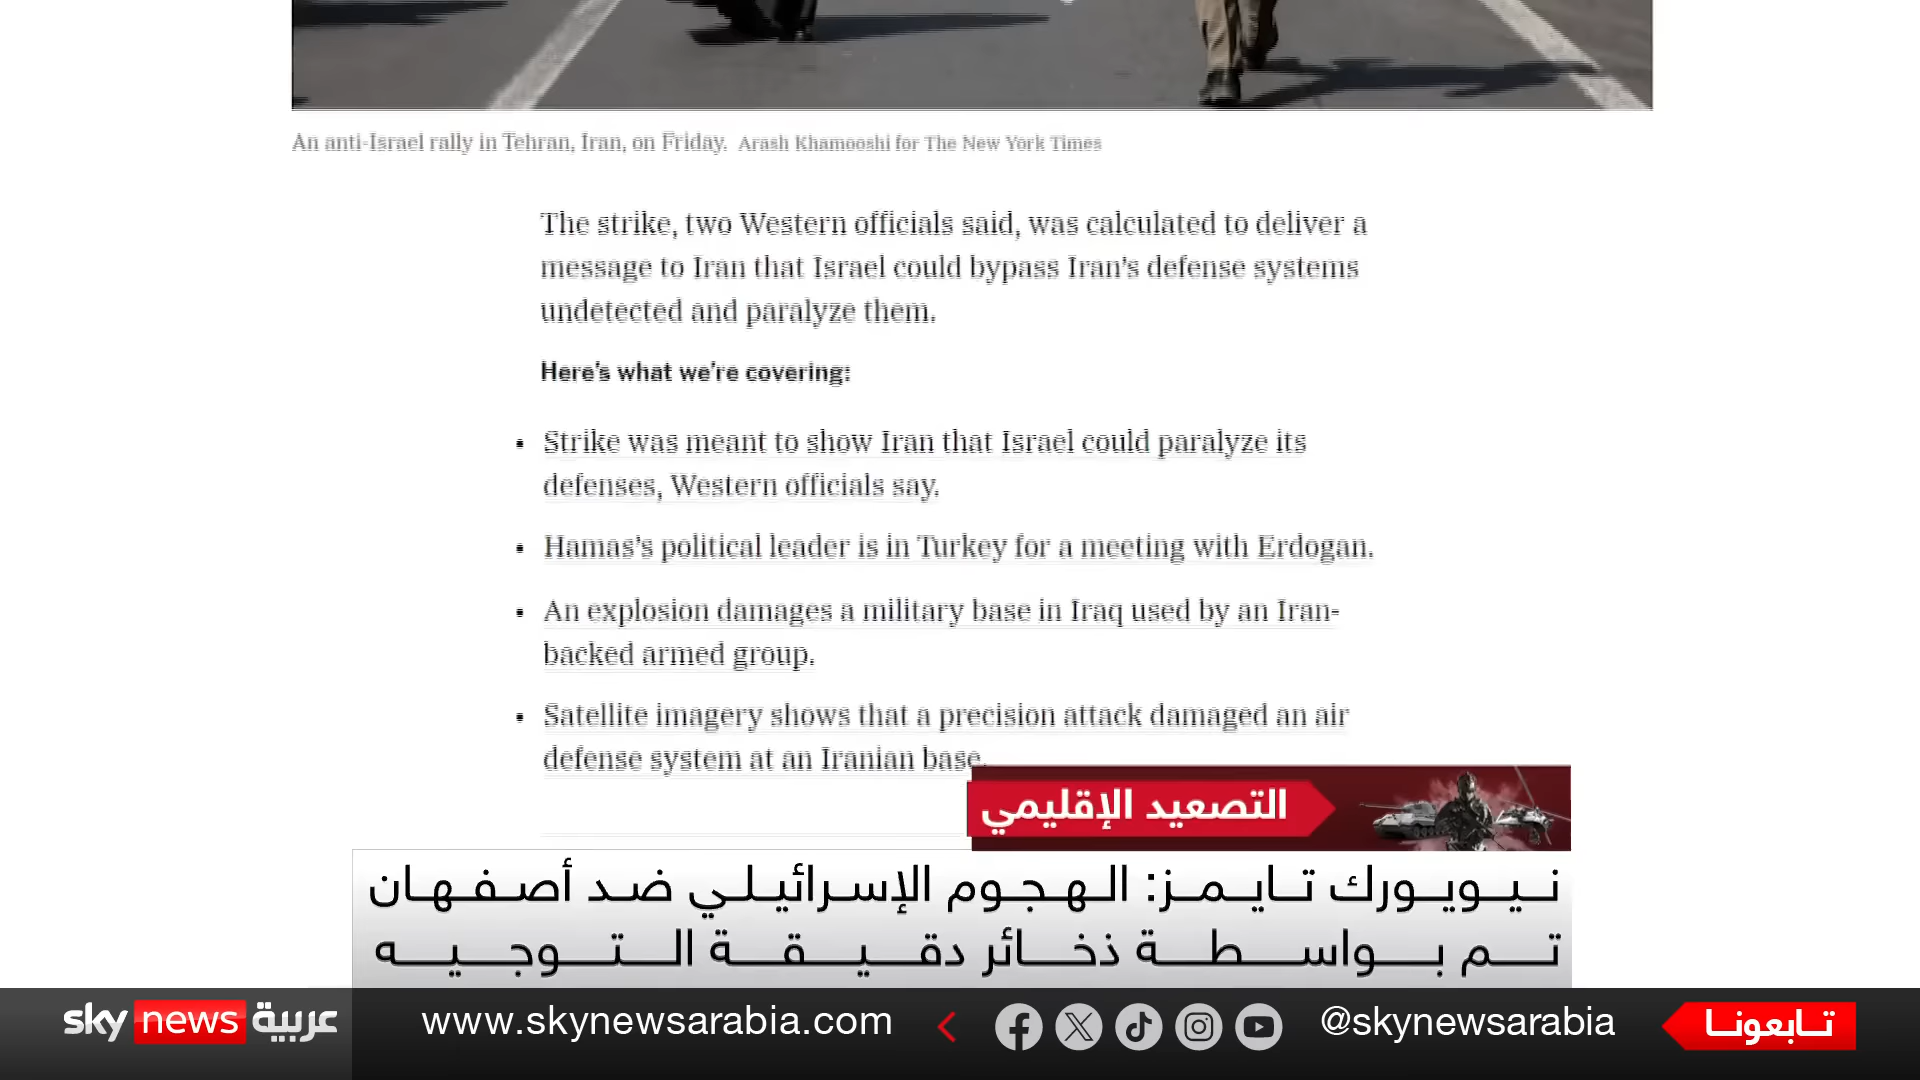 An anti-Israel rally in Tehran, Iran, on Friday. Arash Khamooshi for The New York Times
The strike, two Western officials said, was calculated to deliver a
message to Iran that Israel could bypass Iran's defense systems
undetected and paralyze them.
Here's what we're covering:
Strike was meant to show Iran that Israel could paralyze its
defenses, Western officials say.
Hamas's political leader is in Turkey for a meeting with Erdogan.
An explosion damages a military base in Iraq used by an Iran-
backed armed group.
Satellite imagery shows that a precision attack damaged an air
defense system at an Iranian base.
التصعيد الإقليمي
نيويورك تايمز: الهجوم الإسرائيلي ضد أصفهان
تم بواسطة ذخائر دقيقة التوجيه
sky news عربية
www.skynewsarabia.com
@skynewsarabia
تابعونا